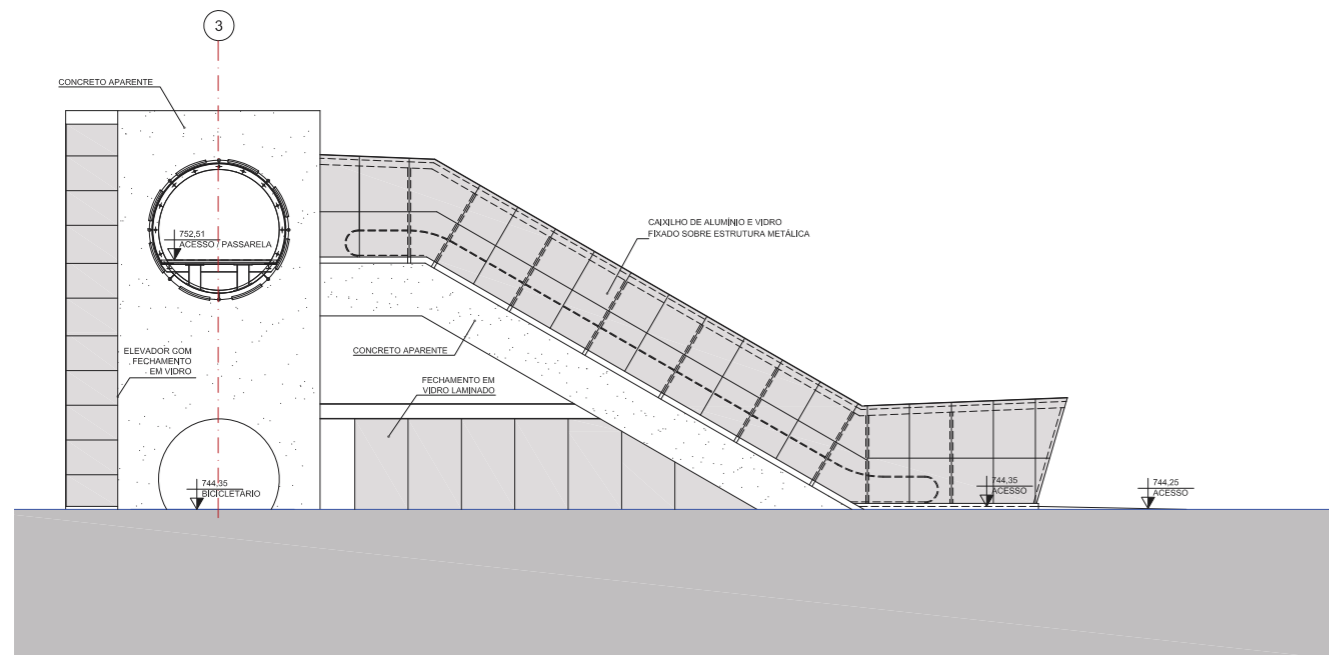 3
CONCRETO APARENTE
752,51
ACESSO / PASSARELA
CAIXILHO DE ALUMÍNIO E VIDRO
FIXADO SOBRE ESTRUTURA METÁLICA
ELEVADOR COM
FECHAMENTO
EM VIDRO
CONCRETO APARENTE
FECHAMENTO EM
VIDRO LAMINADO
744,35
BICICLETÁRIO
744,35
ACESSO
744,25
ACESSO